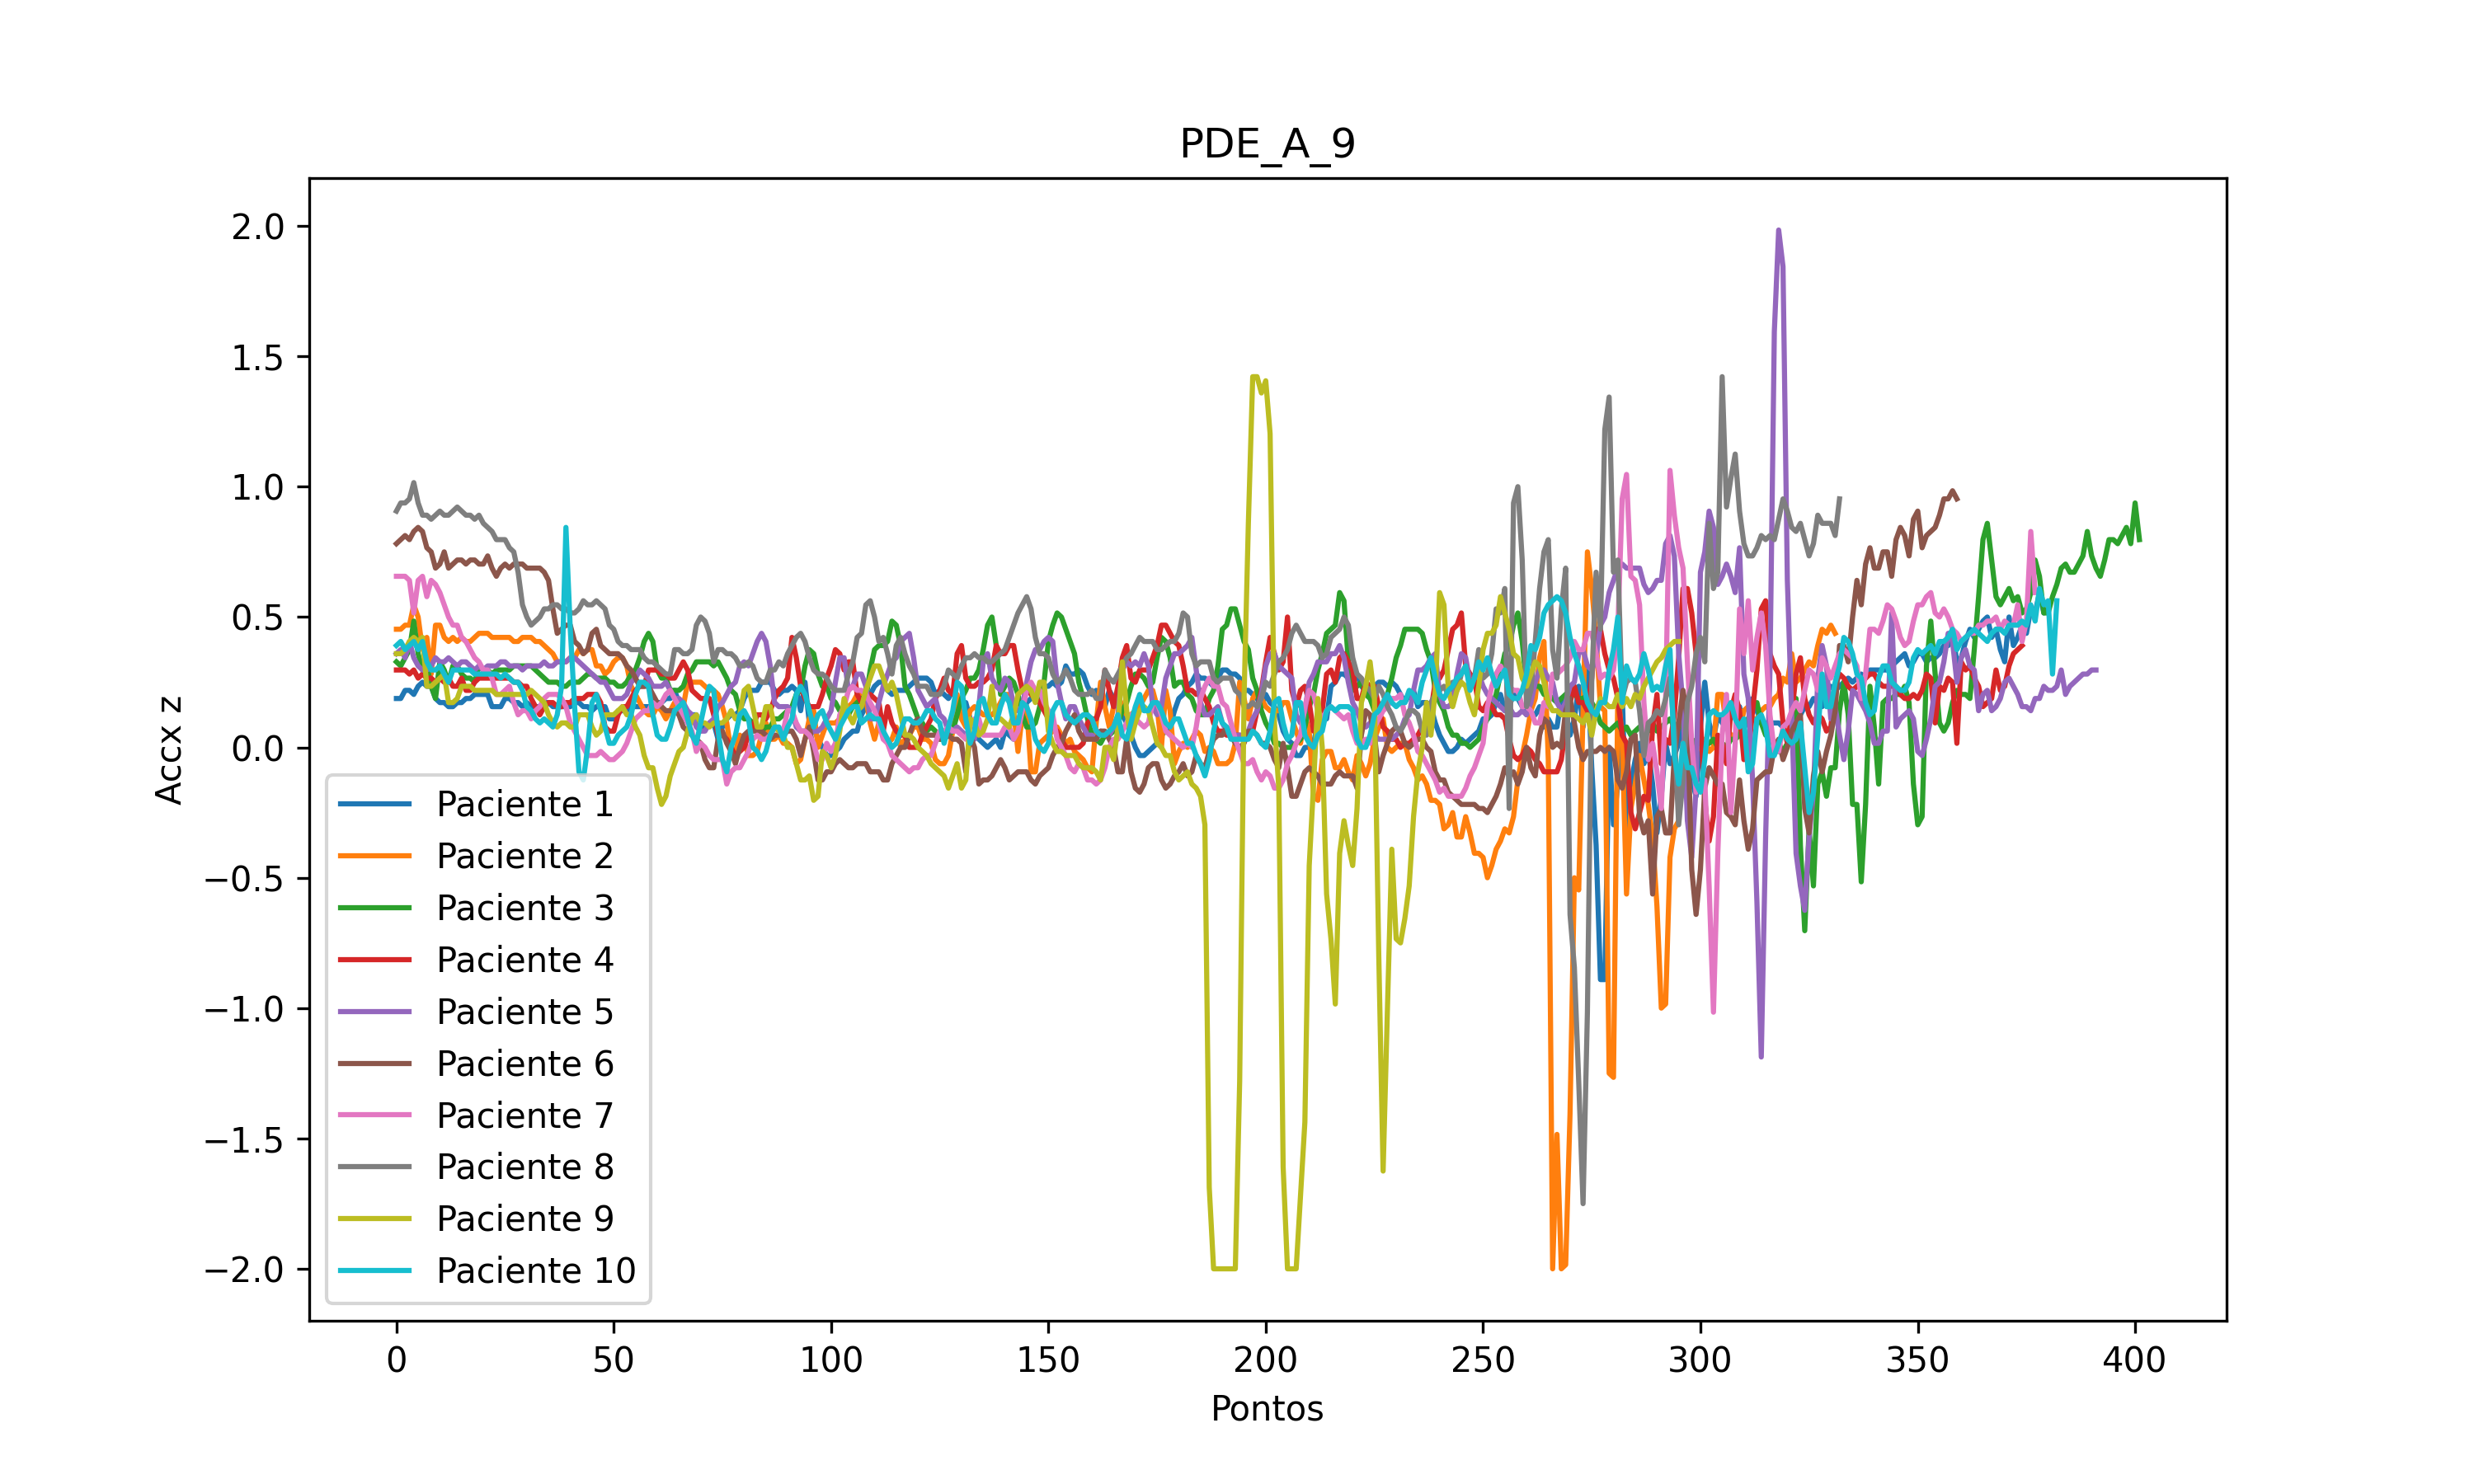 PDE_A_9
2.0
1.5
1.0
0.5
0.0
−0.5
−1.0
−1.5
−2.0
Accx z
Paciente 1
Paciente 2
Paciente 3
Paciente 4
Paciente 5
Paciente 6
Paciente 7
Paciente 8
Paciente 9
Paciente 10
0 50 100 150 200 250 300 350 400
Pontos